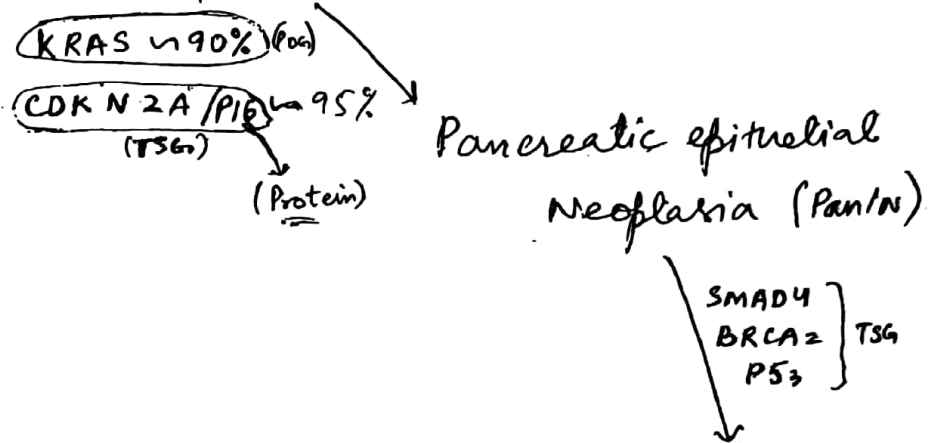 KRAS ~90% (POG)
CDKN2A/P16 ~ 95%
(TSG)
(Protein)
Pancreatic epithelial
Neoplasia (PanIN)
SMAD4
BRCA2
P53
TSG